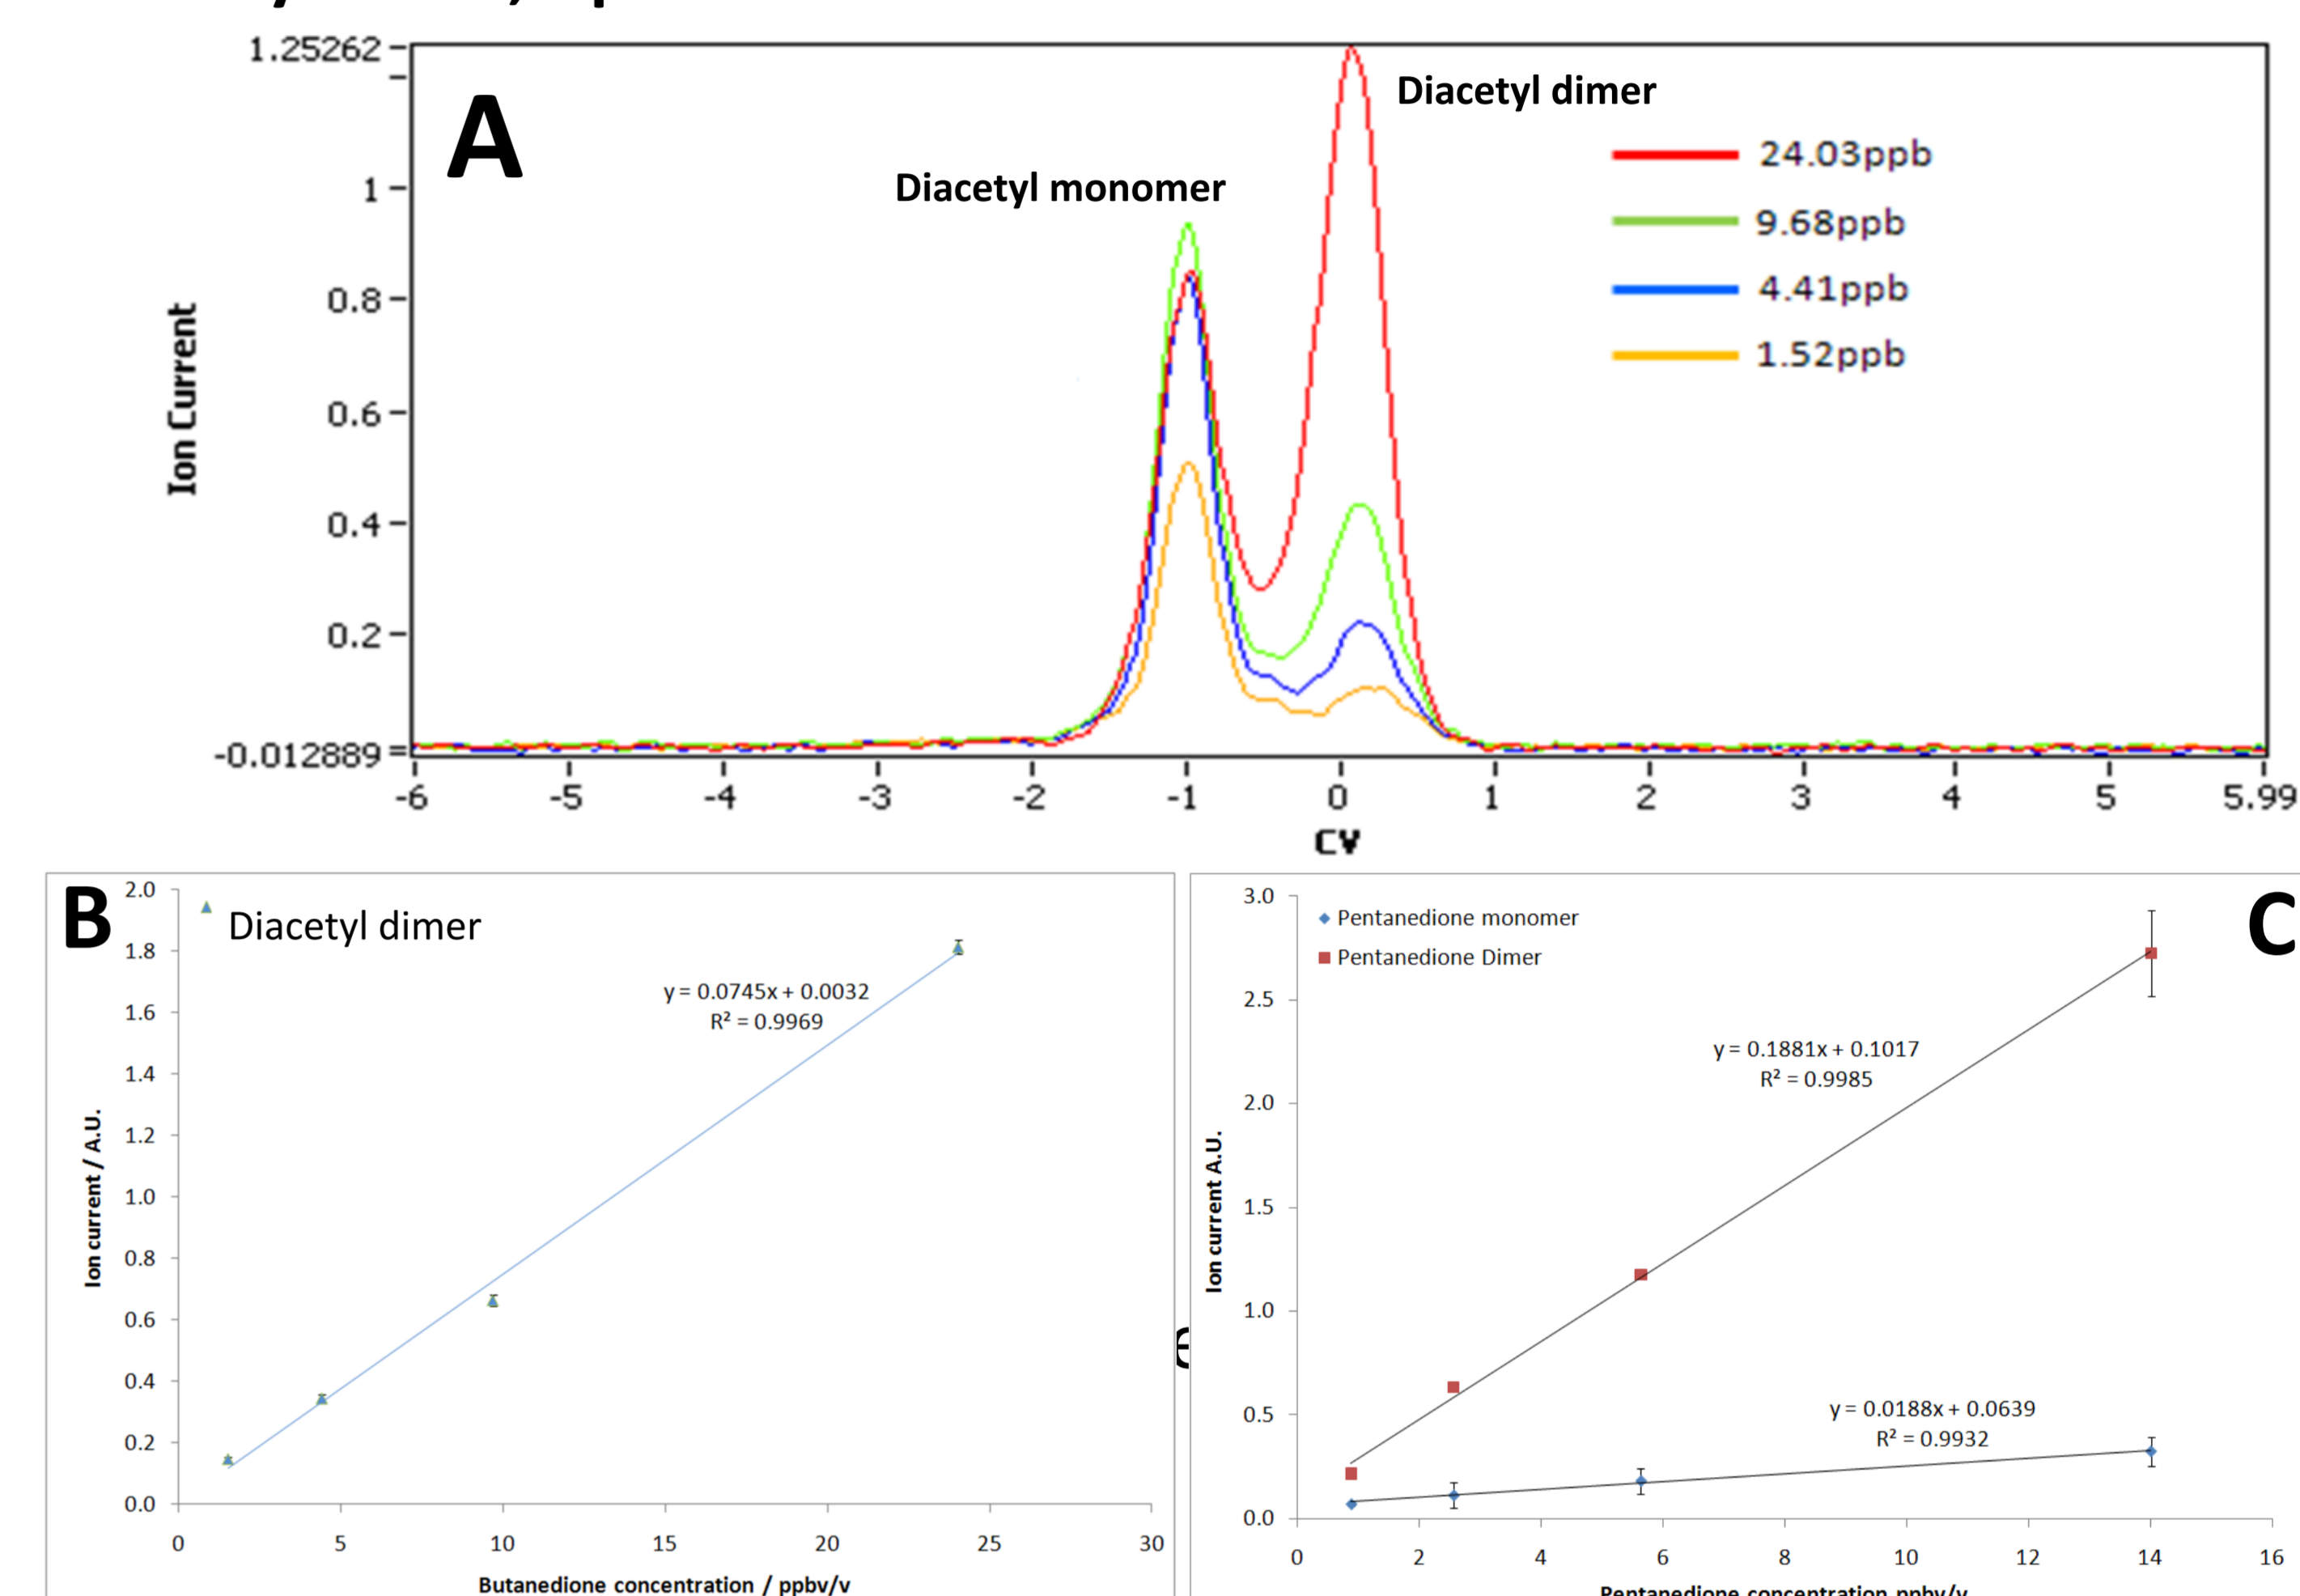 1.25262
A
Diacetyl dimer
24.03ppb
Diacetyl monomer
1
9.68ppb
4.41ppb
0.8
1.52ppb
Ion Current
0.6
0.4
0.2
-0.012889
-6 -5 -4 -3 -2 -1 0 1 2 3 4 5 5.99
CV
B
Diacetyl dimer
2.0
1.8
1.6
1.4
1.2
1.0
0.8
0.6
0.4
0.2
0.0
y = 0.0745x + 0.0032
R² = 0.9969
Ion current / A.U.
0 5 10 15 20 25 30
Butanedione concentration / ppbv/v
e
C
3.0
2.5
2.0
1.5
1.0
0.5
0.0
Pentanedione monomer
Pentanedione Dimer
y = 0.1881x + 0.1017
R² = 0.9985
y = 0.0188x + 0.0639
R² = 0.9932
Ion current A.U.
0 2 4 6 8 10 12 14 16
Pentanedione concentration ppbv/v